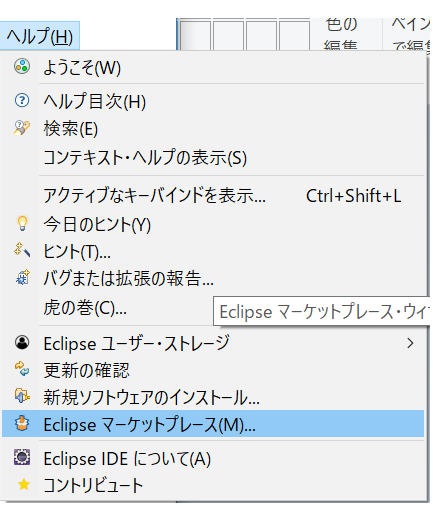 ヘルプ(H)
色の
編集
ペイン
で編集
ようこそ(W)
ヘルプ目次(H)
検索(E)
コンテキスト・ヘルプの表示(S)
アクティブなキーバインドを表示... Ctrl+Shift+L
今日のヒント(Y)
ヒント(T)...
バグまたは拡張の報告...
虎の巻(C)...
Eclipse マーケットプレース・ウィ
Eclipse ユーザー・ストレージ
更新の確認
新規ソフトウェアのインストール...
Eclipse マーケットプレース(M)...
Eclipse IDE について(A)
コントリビュート